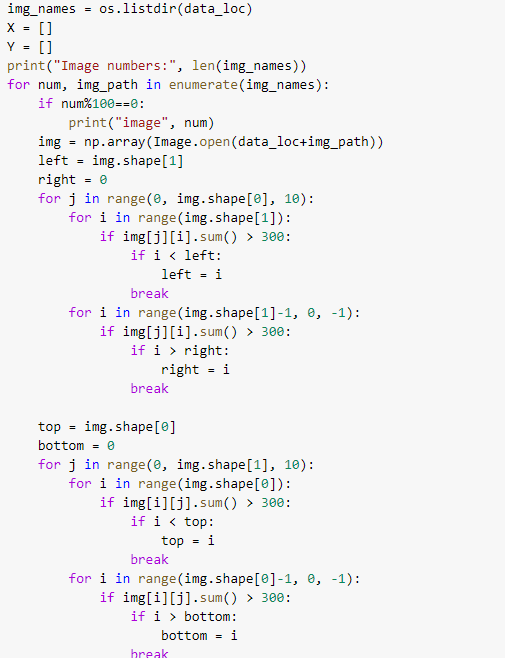 img_names = os.listdir(data_loc)
X = []
Y = []
print("Image numbers:", len(img_names))
for num, img_path in enumerate(img_names):
    if num%100==0:
        print("image", num)
    img = np.array(Image.open(data_loc+img_path))
    left = img.shape[1]
    right = 0
    for j in range(0, img.shape[0], 10):
        for i in range(img.shape[1]):
            if img[j][i].sum() > 300:
                if i < left:
                    left = i
                break
        for i in range(img.shape[1]-1, 0, -1):
            if img[j][i].sum() > 300:
                if i > right:
                    right = i
                break

    top = img.shape[0]
    bottom = 0
    for j in range(0, img.shape[1], 10):
        for i in range(img.shape[0]):
            if img[i][j].sum() > 300:
                if i < top:
                    top = i
                break
        for i in range(img.shape[0]-1, 0, -1):
            if img[i][j].sum() > 300:
                if i > bottom:
                    bottom = i
                break